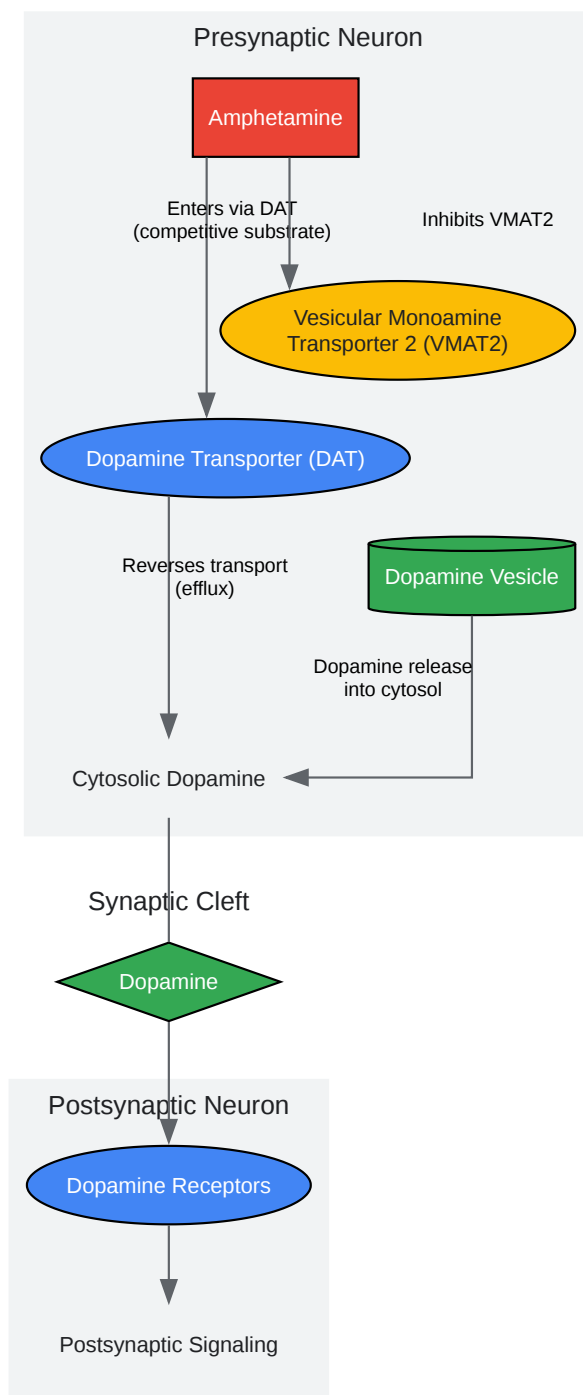 Presynaptic Neuron
Amphetamine
Enters via DAT
(competitive substrate)
Inhibits VMAT2
Vesicular Monoamine
Transporter 2 (VMAT2)
Dopamine Transporter (DAT)
Reverses transport
(efflux)
Dopamine Vesicle
Dopamine release
into cytosol
Cytosolic Dopamine
Synaptic Cleft
Dopamine
Postsynaptic Neuron
Dopamine Receptors
Postsynaptic Signaling